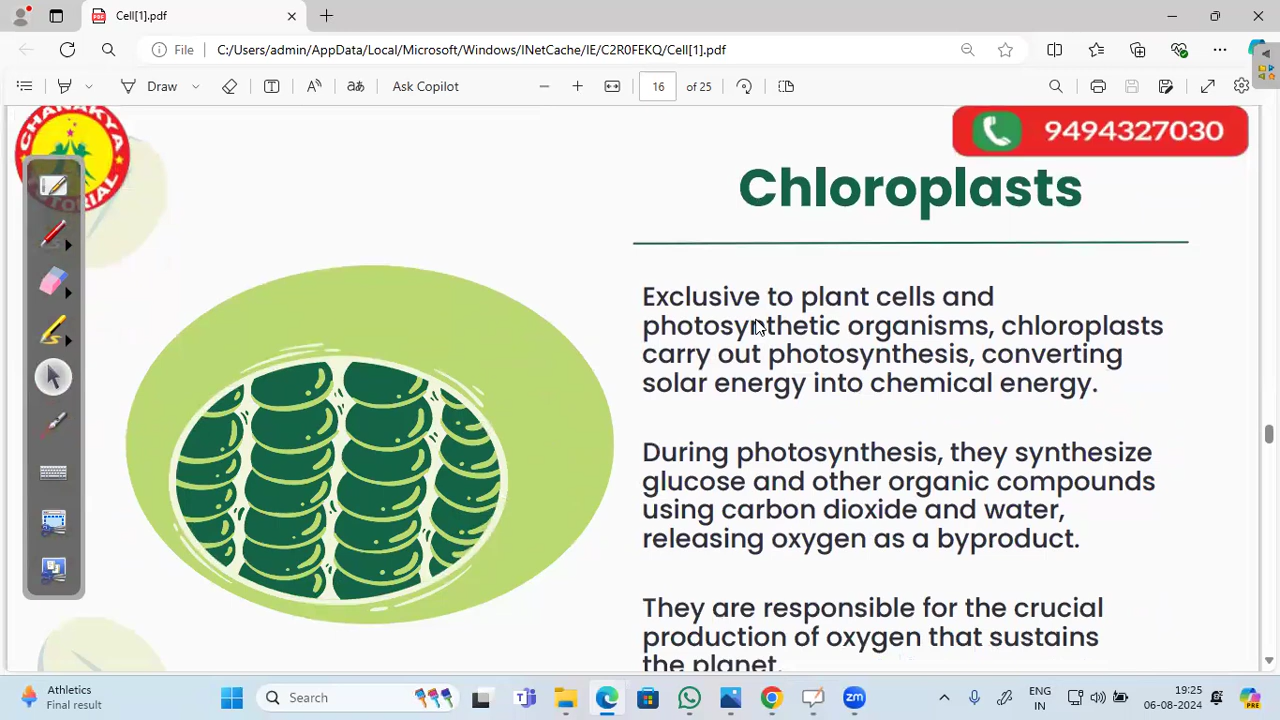 Cell[1].pdf
File C:/Users/admin/AppData/Local/Microsoft/Windows/INetCache/IE/C2R0FEKQ/Cell[1].pdf
Draw
Ask Copilot
16 of 25
CHANAKYA
9494327030
Chloroplasts
Exclusive to plant cells and
photosynthetic organisms, chloroplasts
carry out photosynthesis, converting
solar energy into chemical energy.
During photosynthesis, they synthesize
glucose and other organic compounds
using carbon dioxide and water,
releasing oxygen as a byproduct.
They are responsible for the crucial
production of oxygen that sustains
the planet.
Athletics
Final result
Search
ENG
IN
19:25
06-08-2024